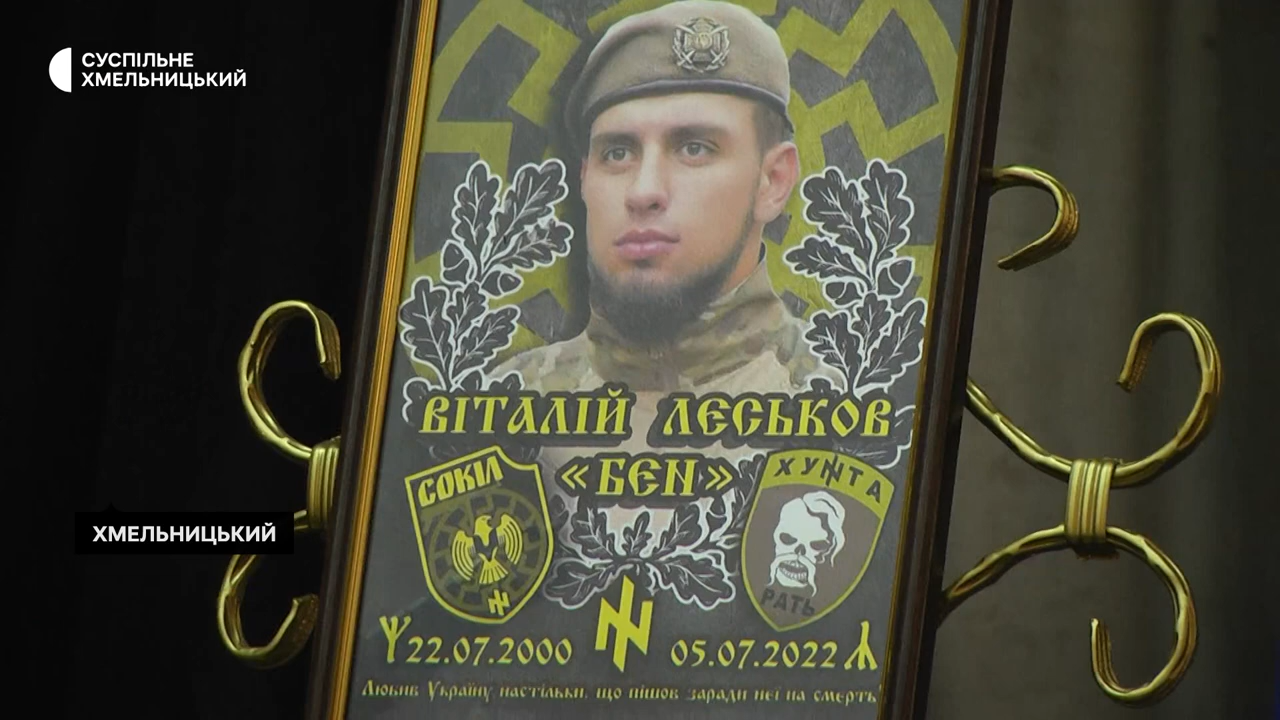 СУСПІЛЬНЕ
ХМЕЛЬНИЦЬКИЙ
ВІТАЛІЙ ЛЕСЬКОВ
«БЕН»
СОКІЛ
ХУНТА
РАТЬ
22.07.2000 05.07.2022
Любив Україну настільки, що пішов заради неї на смерть
ХМЕЛЬНИЦЬКИЙ